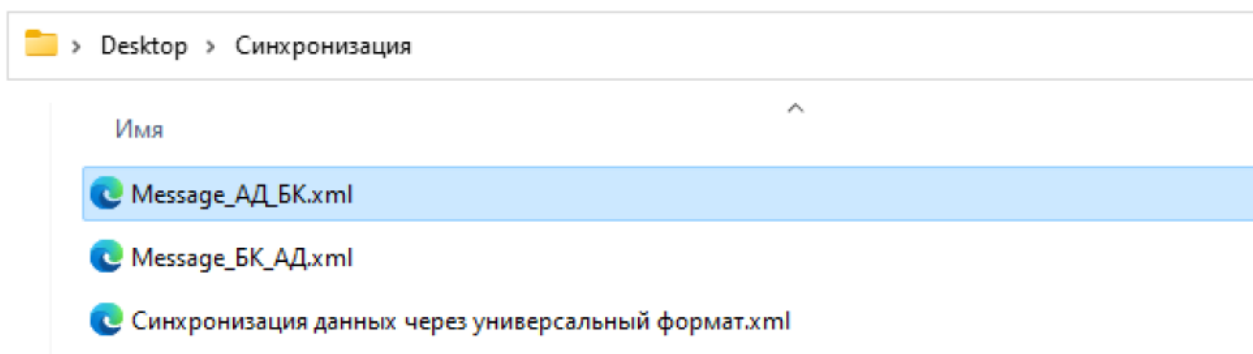 > Desktop > Синхронизация
Имя
Message_АД_БК.xml
Message_БК_АД.xml
Синхронизация данных через универсальный формат.xml